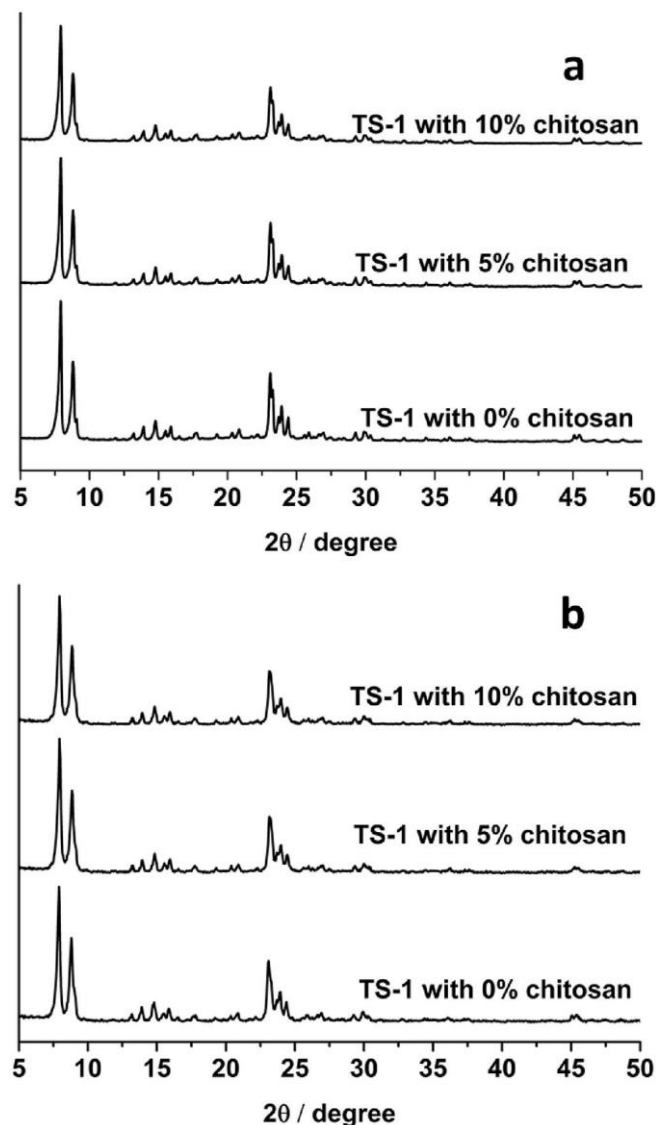 a
TS-1 with 10% chitosan
TS-1 with 5% chitosan
TS-1 with 0% chitosan
5 10 15 20 25 30 35 40 45 50
2θ / degree
b
TS-1 with 10% chitosan
TS-1 with 5% chitosan
TS-1 with 0% chitosan
5 10 15 20 25 30 35 40 45 50
2θ / degree